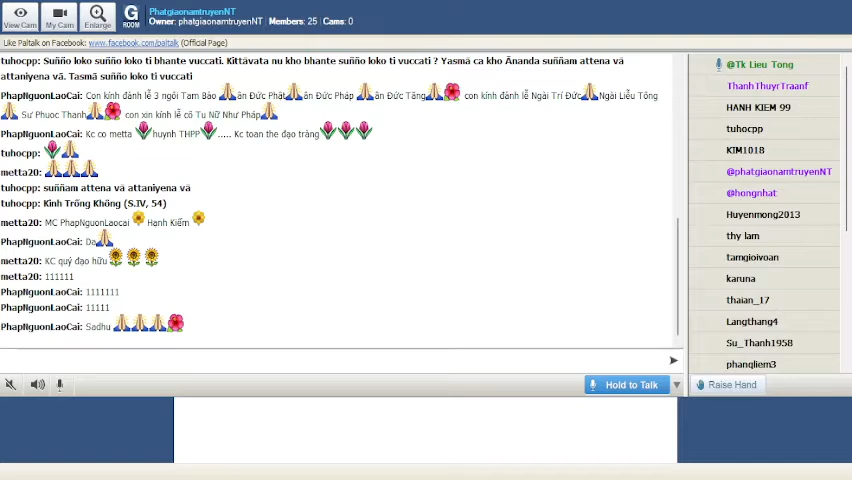 View Cam
My Cam
Enlarge
G
ROOM
PhatgiaonamtruyenNT
Owner: phatgiaonamtruyenNT | Members: 25 | Cams: 0
Like Paltalk on Facebook: www.facebook.com/paltalk (Official Page)
tuhocpp: Suñño loko suñño loko ti bhante vuccati. Kittāvata nu kho bhante suñño loko ti vuccati ? Yasmā ca kho Ānanda suññam attena vā
attaniyena vā. Tasmā suñño loko ti vuccati
PhapNguonLaoCai: Con kính đảnh lễ 3 ngôi Tam Bảo ân Đức Phật ân Đức Pháp ân Đức Tăng con kính đảnh lễ Ngài Trí Đức Ngài Liễu Tông
Sư Phuoc Thanh con xin kính lễ cô Tu Nữ Như Pháp
PhapNguonLaoCai: Kc co metta huynh THPP ..... Kc toan the đạo tràng
tuhocpp:
metta20:
tuhocpp: suññam attena vā attaniyena vā
tuhocpp: Kinh Trống Không (S.IV, 54)
metta20: MC PhapNguonLaocai Hạnh Kiểm
PhapNguonLaoCai: Da
metta20: KC quý đạo hữu
metta20: 111111
PhapNguonLaoCai: 1111111
PhapNguonLaoCai: 11111
PhapNguonLaoCai: Sadhu
@Tk Lieu Tong
ThanhThuyrTraanf
HANH KIEM 99
tuhocpp
KIM1018
@phatgiaonamtruyenNT
@hongnhat
Huyenmong2013
thy lam
tamgioivoan
karuna
thaian_17
Langthang4
Su_Thanh1958
phanqliem3
Hold to Talk
Raise Hand